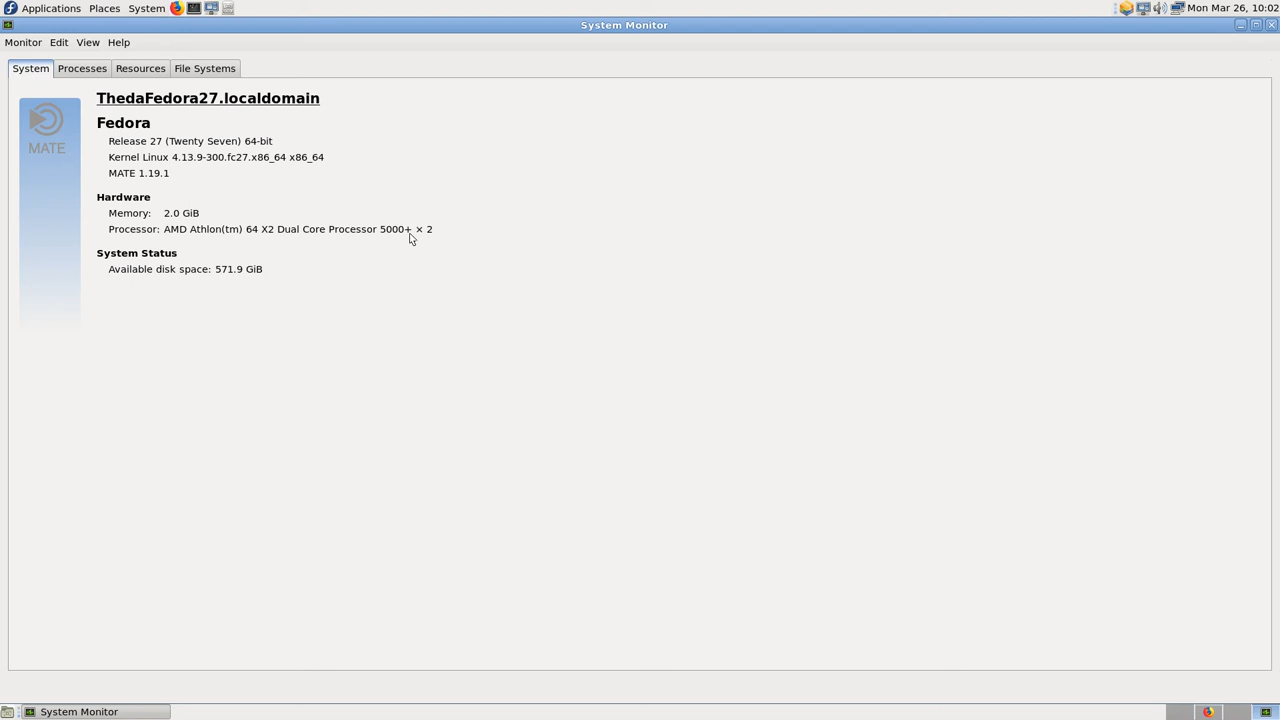 Applications Places System Mon Mar 26, 10:02
System Monitor
Monitor Edit View Help
System Processes Resources File Systems
ThedaFedora27.localdomain
Fedora
Release 27 (Twenty Seven) 64-bit
Kernel Linux 4.13.9-300.fc27.x86_64 x86_64
MATE 1.19.1
MATE
Hardware
Memory: 2.0 GiB
Processor: AMD Athlon(tm) 64 X2 Dual Core Processor 5000+ × 2
System Status
Available disk space: 571.9 GiB
System Monitor